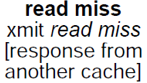 read miss
xmit read miss
[response from
another cache]